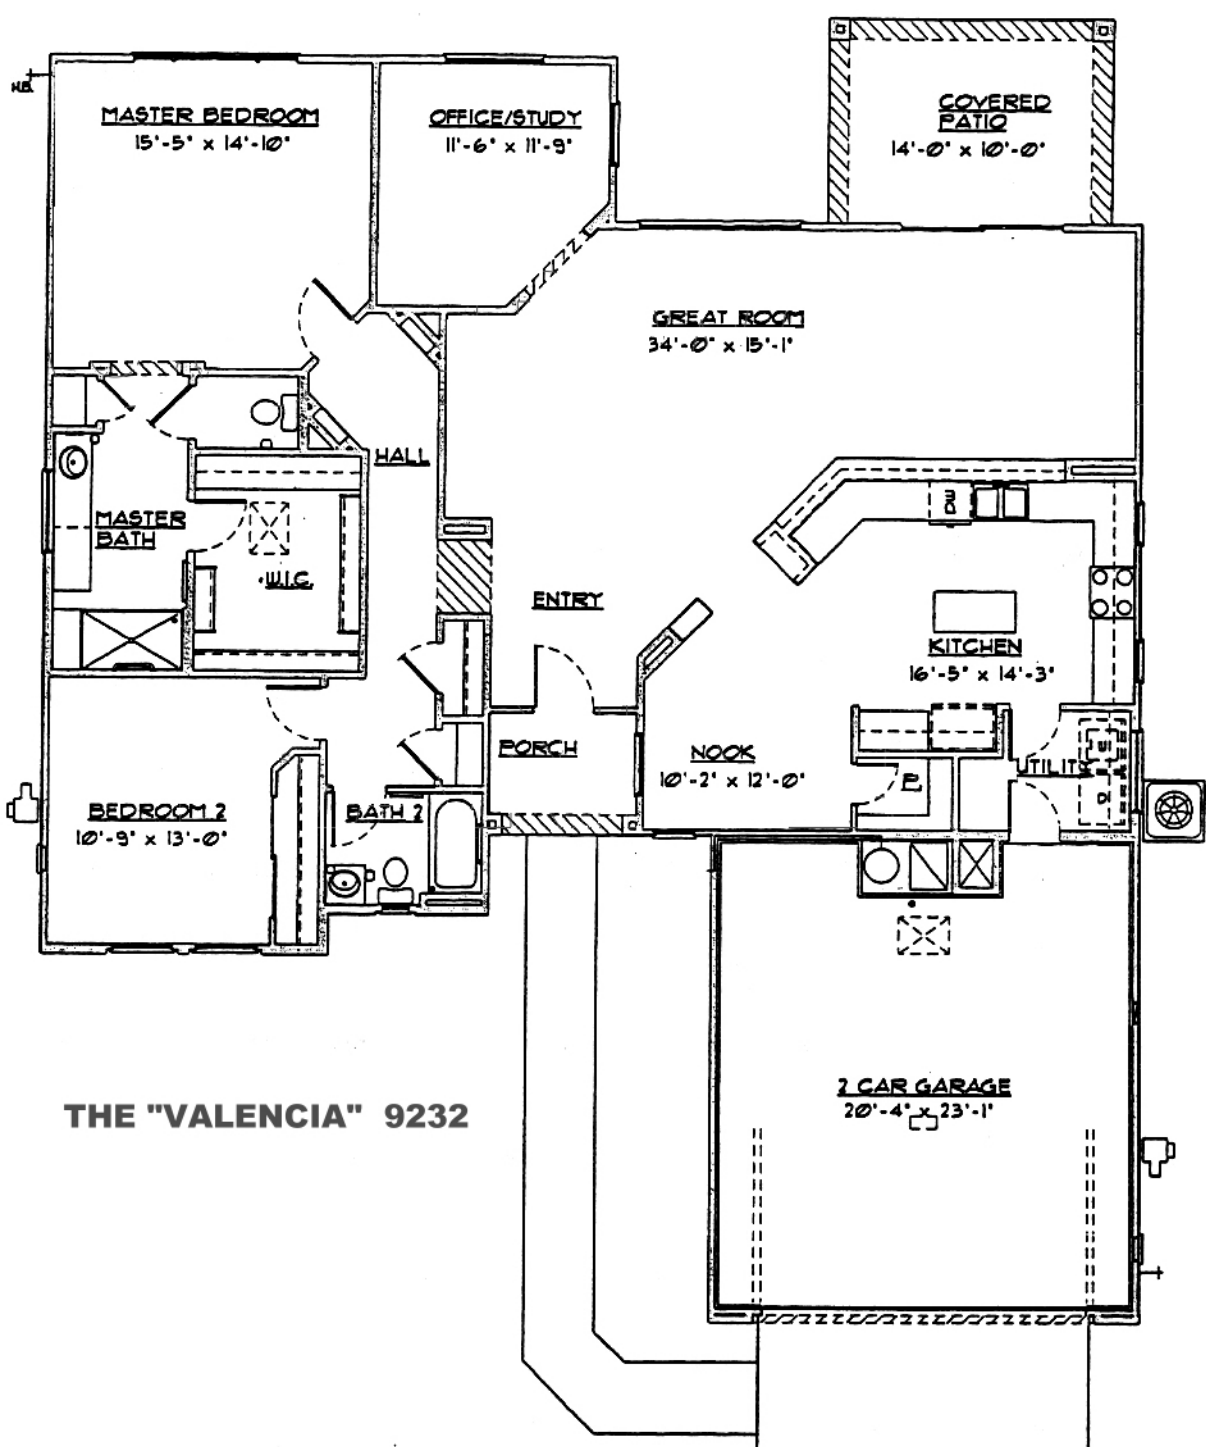 H.B.
MASTER BEDROOM
15'-5" x 14'-10"
OFFICE/STUDY
11'-6" x 11'-9"
COVERED
PATIO
14'-0" x 10'-0"
GREAT ROOM
34'-0" x 15'-1"
HALL
MASTER
BATH
W.I.C.
DW
ENTRY
KITCHEN
16'-5" x 14'-3"
PORCH
NOOK
10'-2" x 12'-0"
P.
UTILITY
D
BEDROOM 2
10'-9" x 13'-0"
BATH 2
2 CAR GARAGE
20'-4" x 23'-1"
THE "VALENCIA" 9232